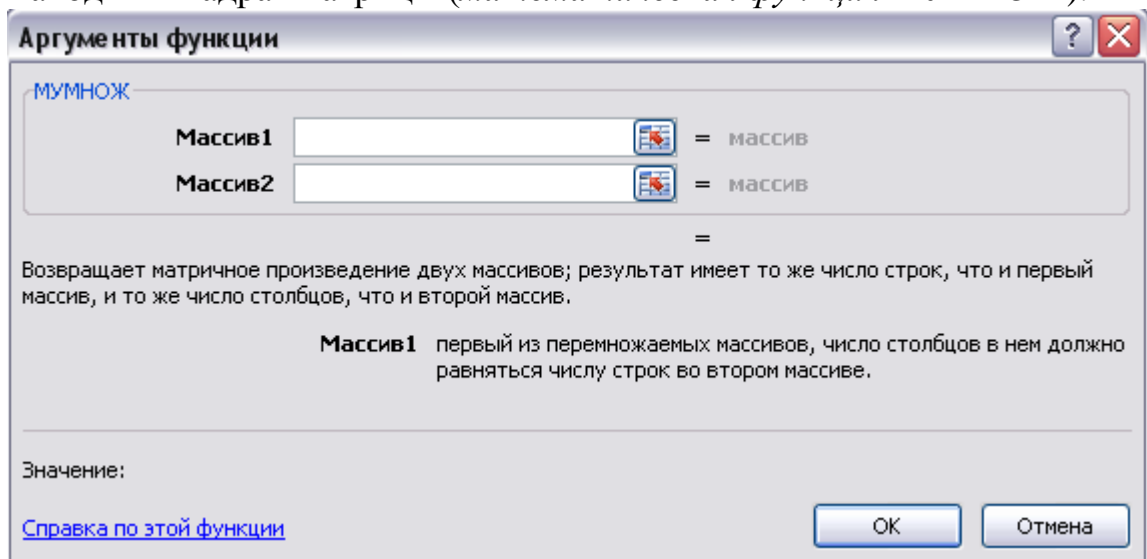 Аргументы функции
МУМНОЖ
Массив1 = массив
Массив2 = массив
=
Возвращает матричное произведение двух массивов; результат имеет то же число строк, что и первый
массив, и то же число столбцов, что и второй массив.
Массив1 первый из перемножаемых массивов, число столбцов в нем должно
равняться числу строк во втором массиве.
Значение:
Справка по этой функции
ОК Отмена